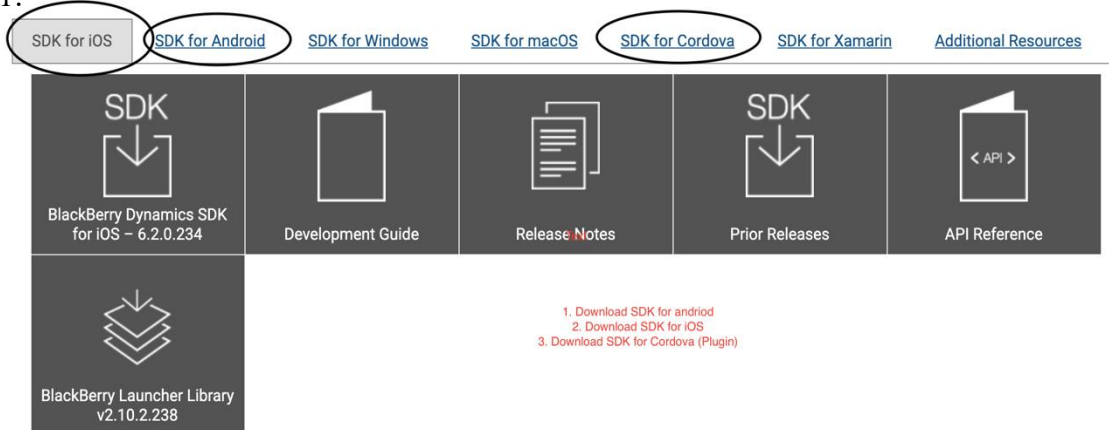 1.
SDK for iOS SDK for Android SDK for Windows SDK for macOS SDK for Cordova SDK for Xamarin Additional Resources
SDK SDK
< API >
BlackBerry Dynamics SDK
for iOS – 6.2.0.234 Development Guide Release Notes Prior Releases API Reference
1. Download SDK for andriod
2. Download SDK for iOS
3. Download SDK for Cordova (Plugin)
BlackBerry Launcher Library
v2.10.2.238